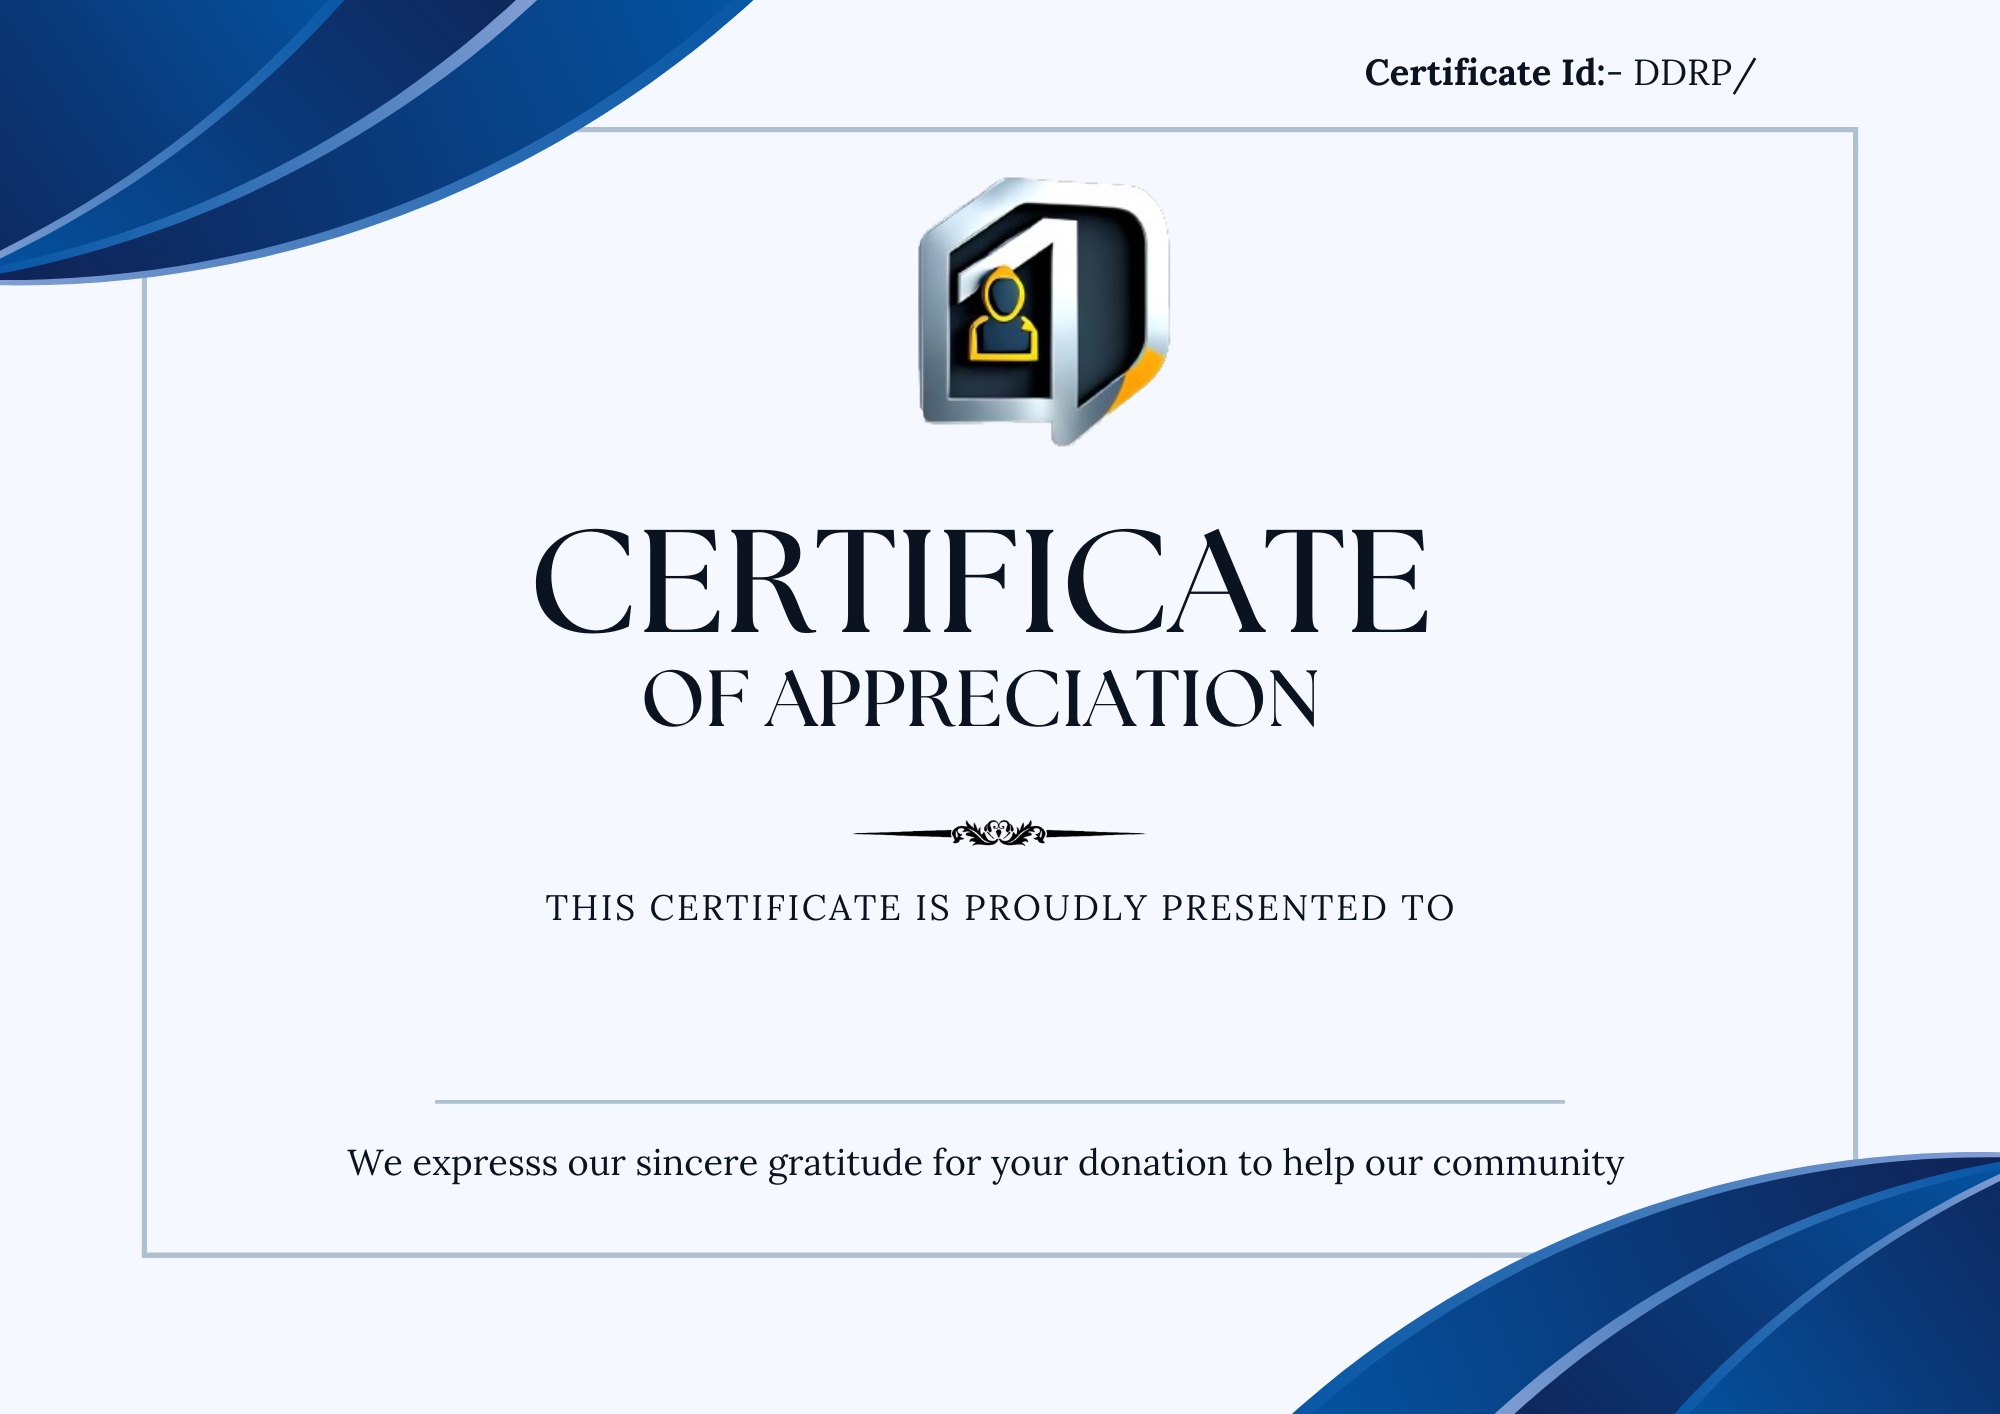 Certificate Id:- DDRP/
CERTIFICATE
OF APPRECIATION
THIS CERTIFICATE IS PROUDLY PRESENTED TO
We expresss our sincere gratitude for your donation to help our community